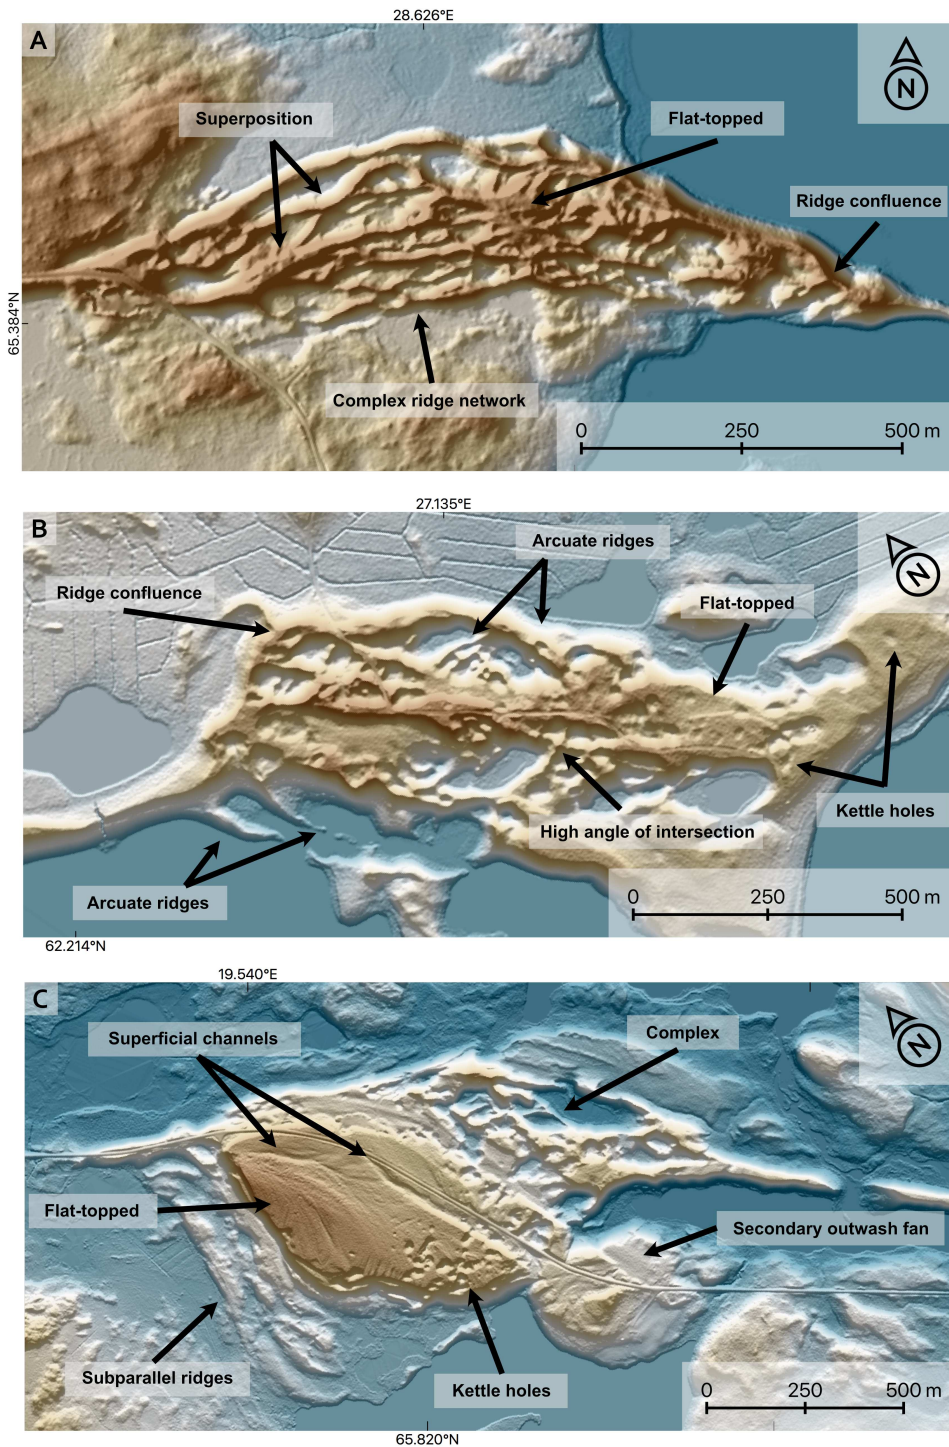 28.626°E
A
N
Superposition
Flat-topped
Ridge confluence
65.384°N
Complex ridge network
0 250 500 m
27.135°E
B
N
Arcuate ridges
Ridge confluence
Flat-topped
Kettle holes
High angle of intersection
Arcuate ridges
0 250 500 m
62.214°N
19.540°E
C
N
Superficial channels
Complex
Flat-topped
Secondary outwash fan
Subparallel ridges
Kettle holes
0 250 500 m
65.820°N